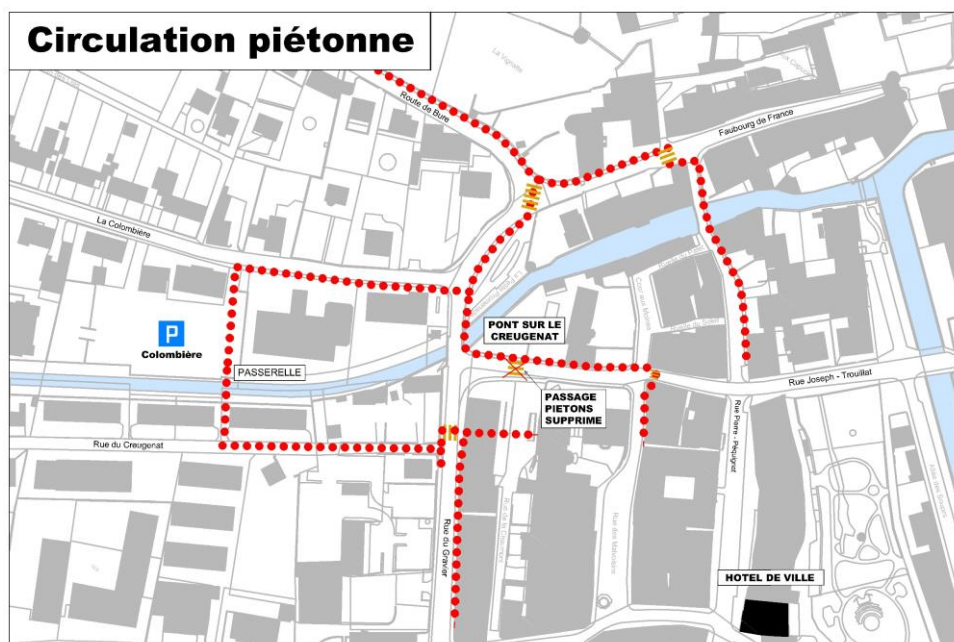 Circulation piétonne
La Vignatte
Route de Bure
Faubourg de France
La Colombière
P
Colombière
PASSERELLE
PONT SUR LE
CREUGENAT
PASSAGE
PIETONS
SUPPRIME
Rue Joseph - Trouillat
Rue du Creugenat
Rue Pierre - Péquignat
Rue du Gravier
Rue des Malvoisins
HOTEL DE VILLE